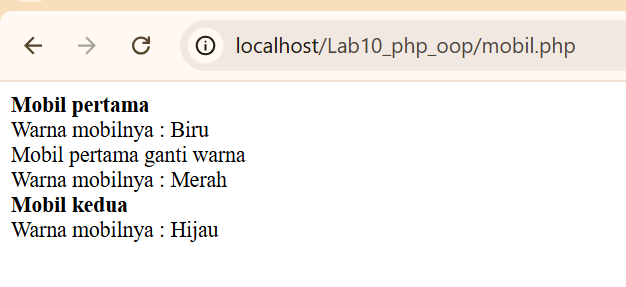 localhost/Lab10_php_oop/mobil.php
Mobil pertama
Warna mobilnya : Biru
Mobil pertama ganti warna
Warna mobilnya : Merah
Mobil kedua
Warna mobilnya : Hijau